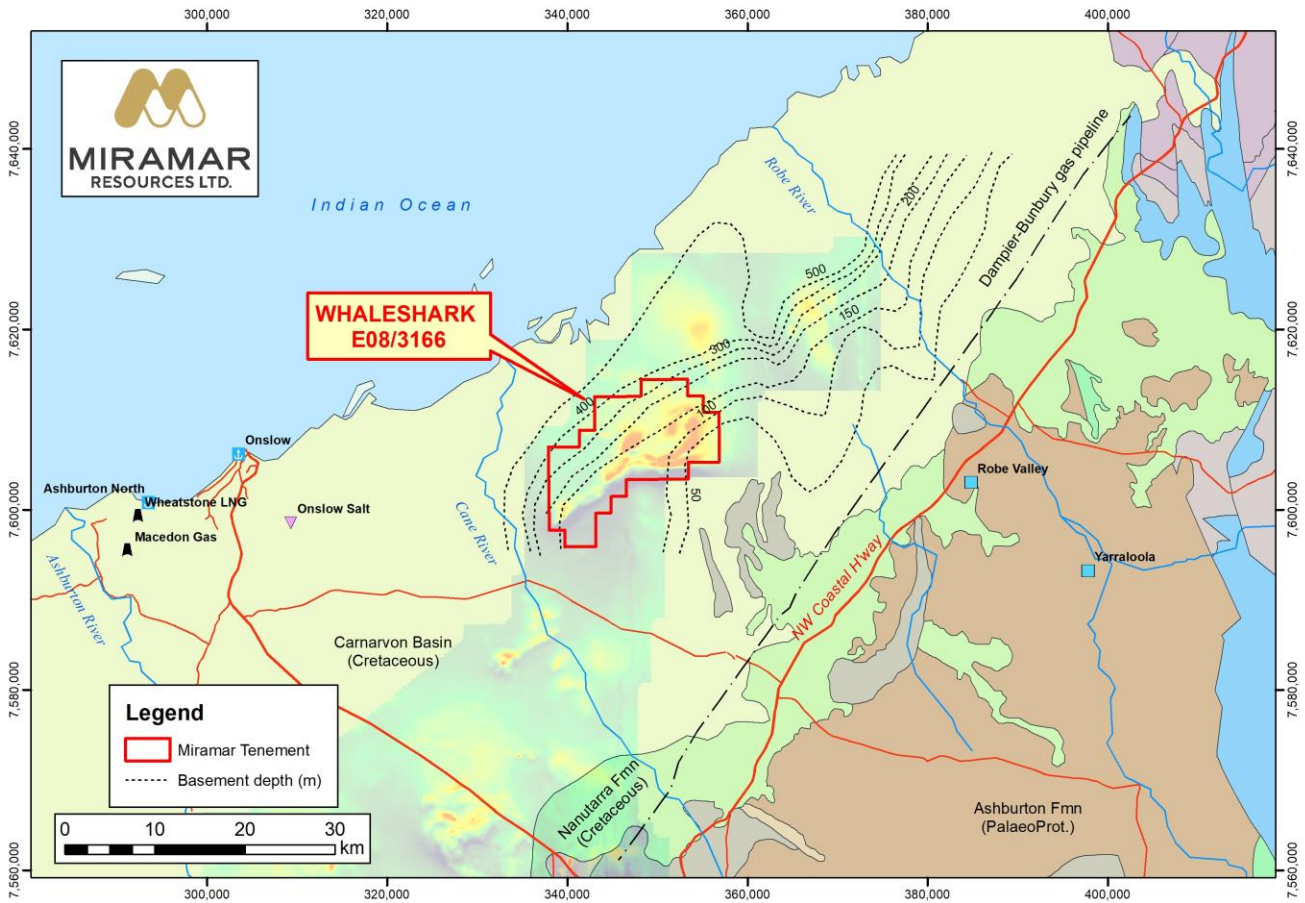 300,000
320,000
340,000
360,000
380,000
400,000
7,640,000
7,640,000
MIRAMAR
RESOURCES LTD.
Indian Ocean
Robe River
200
Dampier-Bunbury gas pipeline
500
150
7,620,000
7,620,000
WHALESHARK
E08/3166
300
400
100
50
Onslow
Ashburton North
Wheatstone LNG
Onslow Salt
Macedon Gas
Ashburton River
Cane River
Robe Valley
Yarraloola
7,600,000
7,600,000
NW Coastal H'way
Carnarvon Basin
(Cretaceous)
7,580,000
7,580,000
Legend
Miramar Tenement
Basement depth (m)
Nanutarra Fmn
(Cretaceous)
Ashburton Fmn
(PalaeoProt.)
0
10
20
30
km
7,560,000
7,560,000
300,000
320,000
340,000
360,000
380,000
400,000